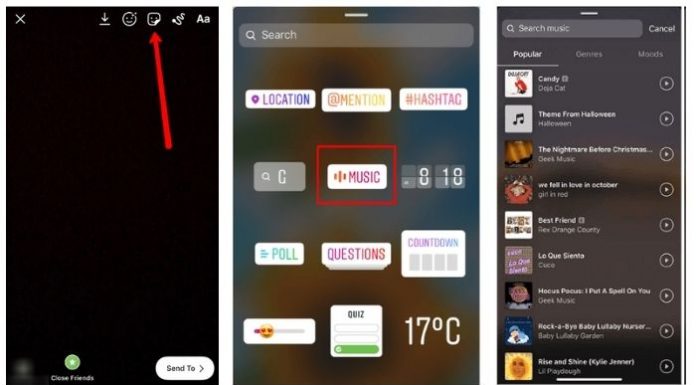 Aa
Close Friends
Send To >
Search
LOCATION
@MENTION
#HASHTAG
G
MUSIC
8 18
POLL
QUESTIONS
COUNTDOWN
QUIZ
17°C
Search music
Cancel
Popular
Genres
Moods
Candy E
Doja Cat
Theme From Halloween
Halloween
The Nightmare Before Christmas...
Geek Music
we fell in love in october
girl in red
Best Friend E
Rex Orange County
Lo Que Siento
Cuco
Hocus Pocus: I Put A Spell On You
Geek Music
Rock-a-Bye Baby Lullaby Nurser...
Baby Lullaby Garden
Rise and Shine (Kylie Jenner)
Lil Playdough